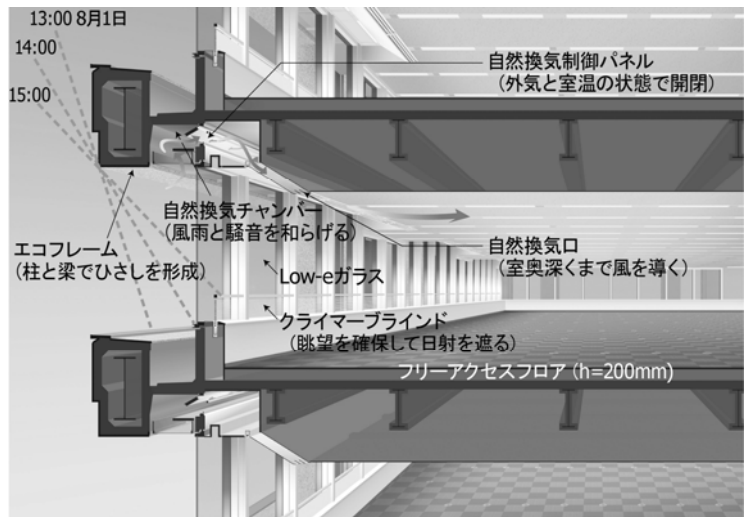 13:00 8月1日
14:00
15:00
自然換気制御パネル
（外気と室温の状態で開閉）
自然換気チャンバー
（風雨と騒音を和らげる）
エコフレーム
（柱と梁でひさしを形成）
自然換気口
（室奥深くまで風を導く）
Low-eガラス
クライマーブラインド
（眺望を確保して日射を遮る）
フリーアクセスフロア（h=200mm）